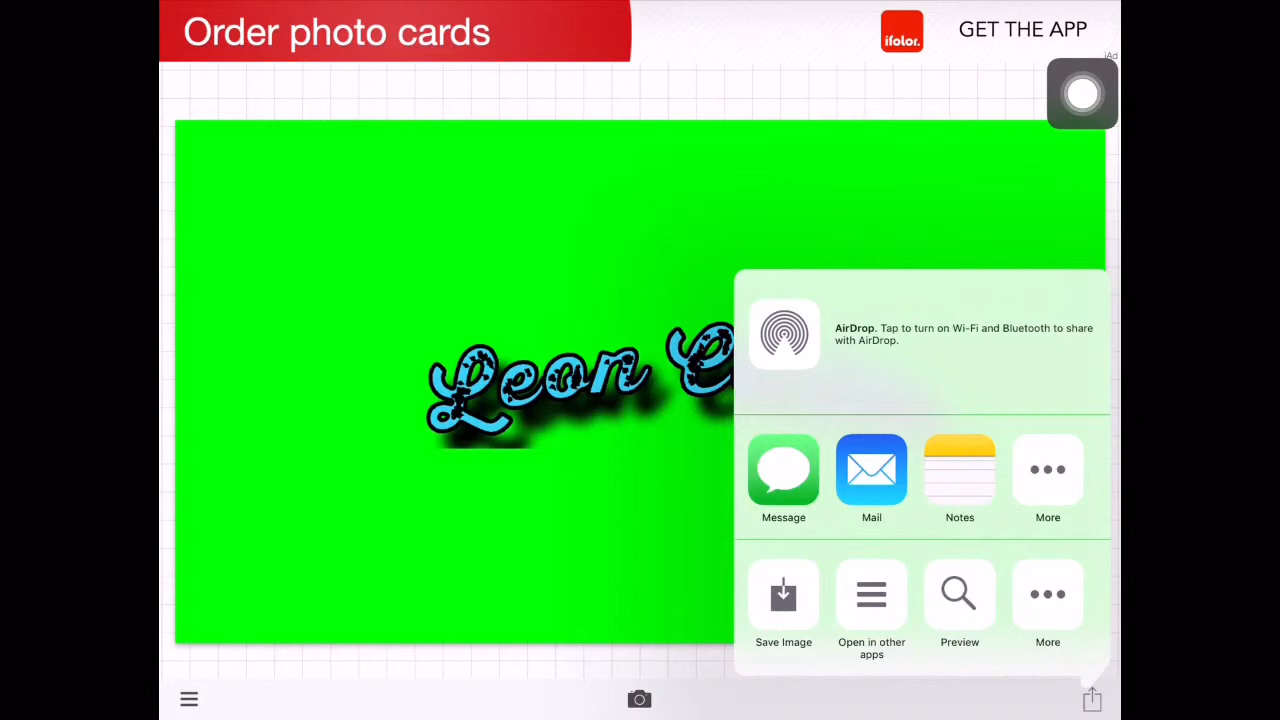 Order photo cards
ifolor.
GET THE APP
iAd
AirDrop. Tap to turn on Wi-Fi and Bluetooth to share
with AirDrop.
Leon C
Message
Mail
Notes
More
Save Image
Open in other
apps
Preview
More